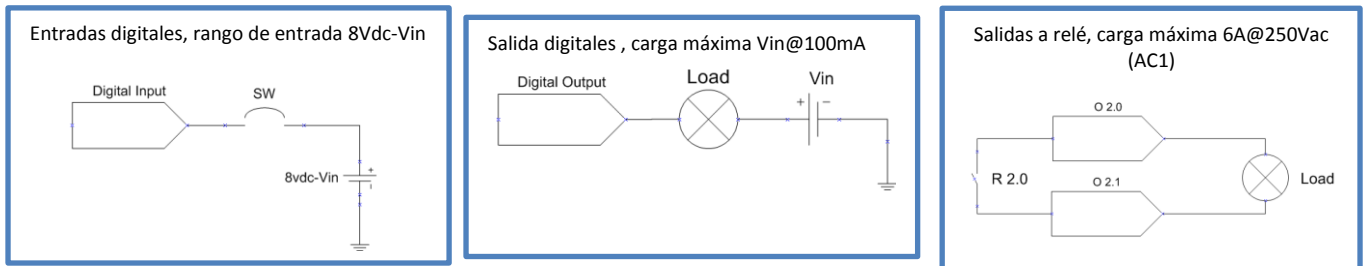 Entradas digitales, rango de entrada 8Vdc-Vin
Digital Input
SW
8vdc-Vin
+
-
Salida digitales , carga máxima Vin@100mA
Digital Output
Load
Vin
+
-
Salidas a relé, carga máxima 6A@250Vac
(AC1)
O 2.0
R 2.0
O 2.1
Load